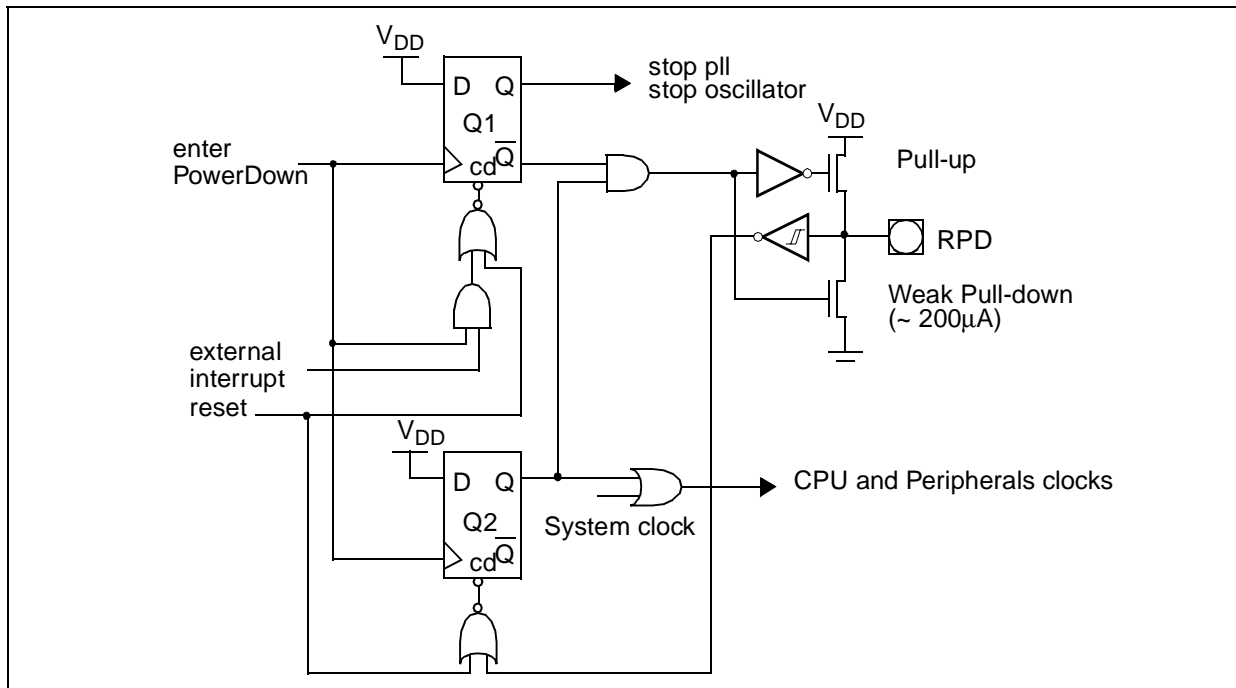 VDD
D Q
Q1
Q
cd
stop pll
stop oscillator
enter
PowerDown
VDD
Pull-up
RPD
Weak Pull-down
(~ 200μA)
external
interrupt
reset
VDD
D Q
Q2
Q
cd
System clock
CPU and Peripherals clocks